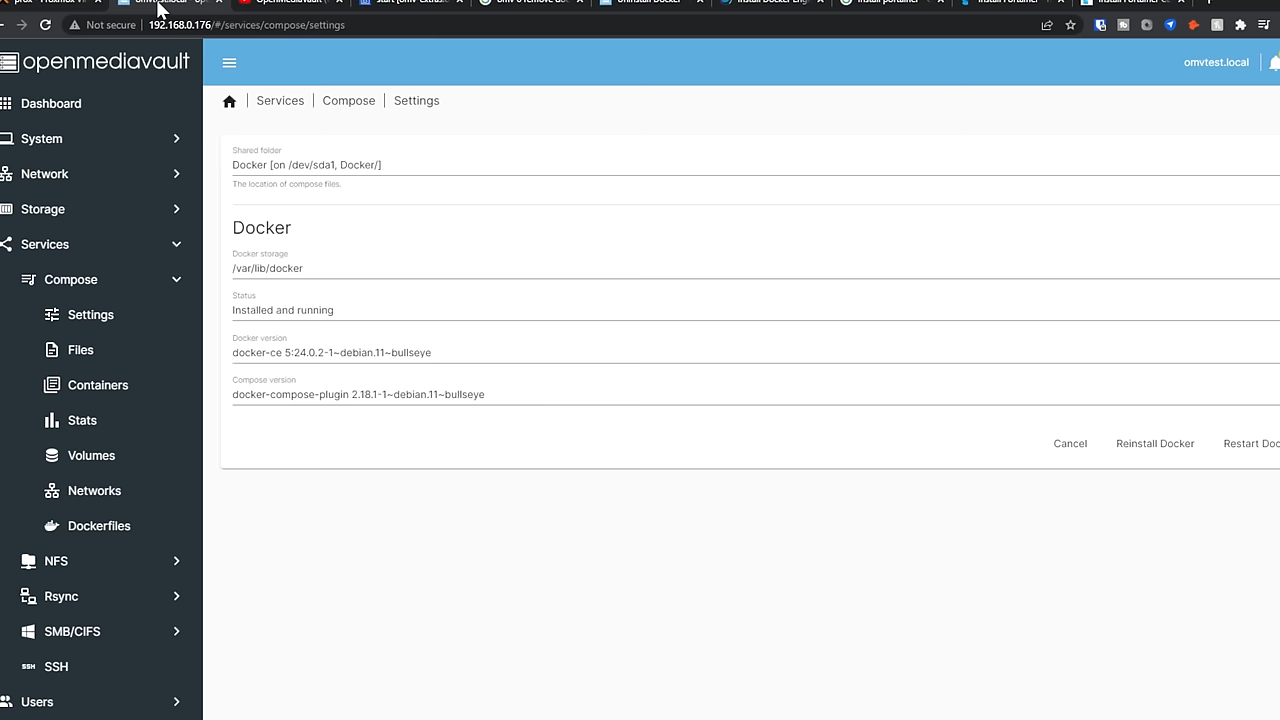 Not secure
192.168.0.176/#/services/compose/settings
openmediavault
omvtest.local
Dashboard
System
Network
Storage
Services
Compose
Settings
Files
Containers
Stats
Volumes
Networks
Dockerfiles
NFS
Rsync
SMB/CIFS
SSH
SSH
Users
Services | Compose | Settings
Shared folder
Docker [on /dev/sda1, Docker/]
The location of compose files.
Docker
Docker storage
/var/lib/docker
Status
Installed and running
Docker version
docker-ce 5:24.0.2-1~debian.11~bullseye
Compose version
docker-compose-plugin 2.18.1-1~debian.11~bullseye
Cancel
Reinstall Docker
Restart Doc